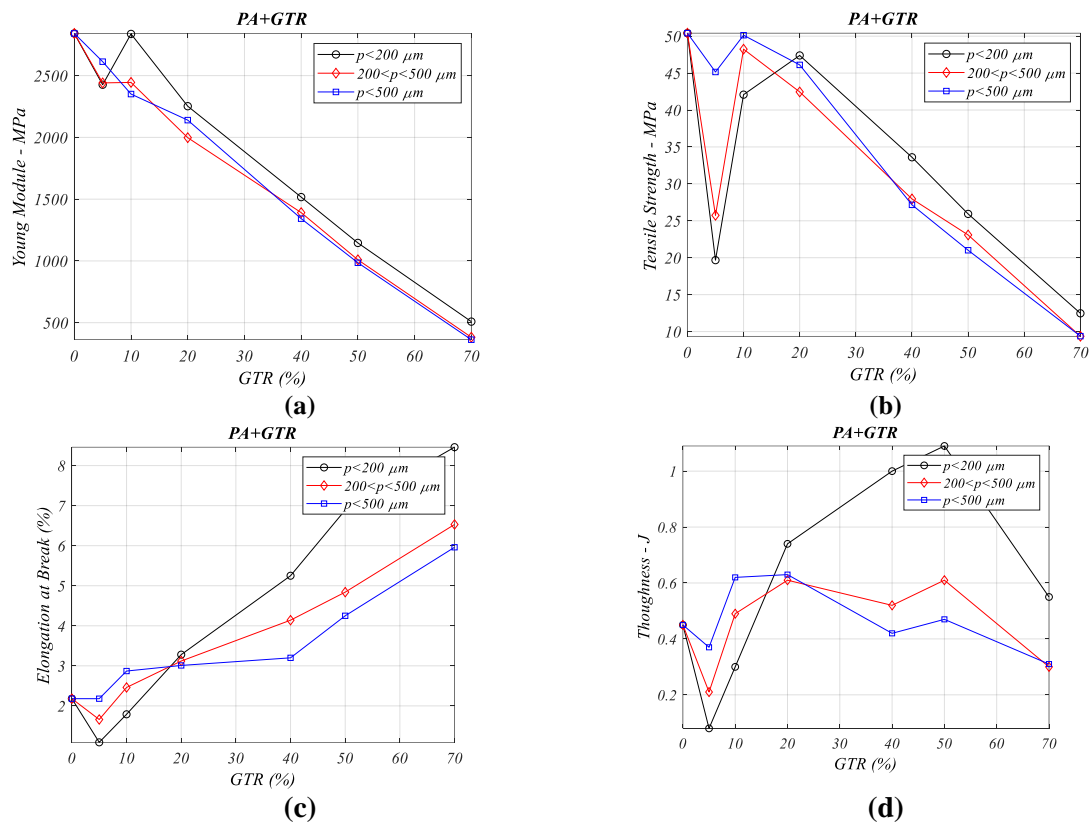 PA+GTR
Young Module - MPa
2500
2000
1500
1000
500
p<200 μm
200<p<500 μm
p<500 μm
0 10 20 30 40 50 60 70
GTR (%)
(a)
PA+GTR
Tensile Strength - MPa
50
45
40
35
30
25
20
15
10
p<200 μm
200<p<500 μm
p<500 μm
0 10 20 30 40 50 60 70
GTR (%)
(b)
PA+GTR
Elongation at Break (%)
8
7
6
5
4
3
2
p<200 μm
200<p<500 μm
p<500 μm
0 10 20 30 40 50 60 70
GTR (%)
(c)
PA+GTR
Thoughness - J
1
0.8
0.6
0.4
0.2
p<200 μm
200<p<500 μm
p<500 μm
0 10 20 30 40 50 60 70
GTR (%)
(d)